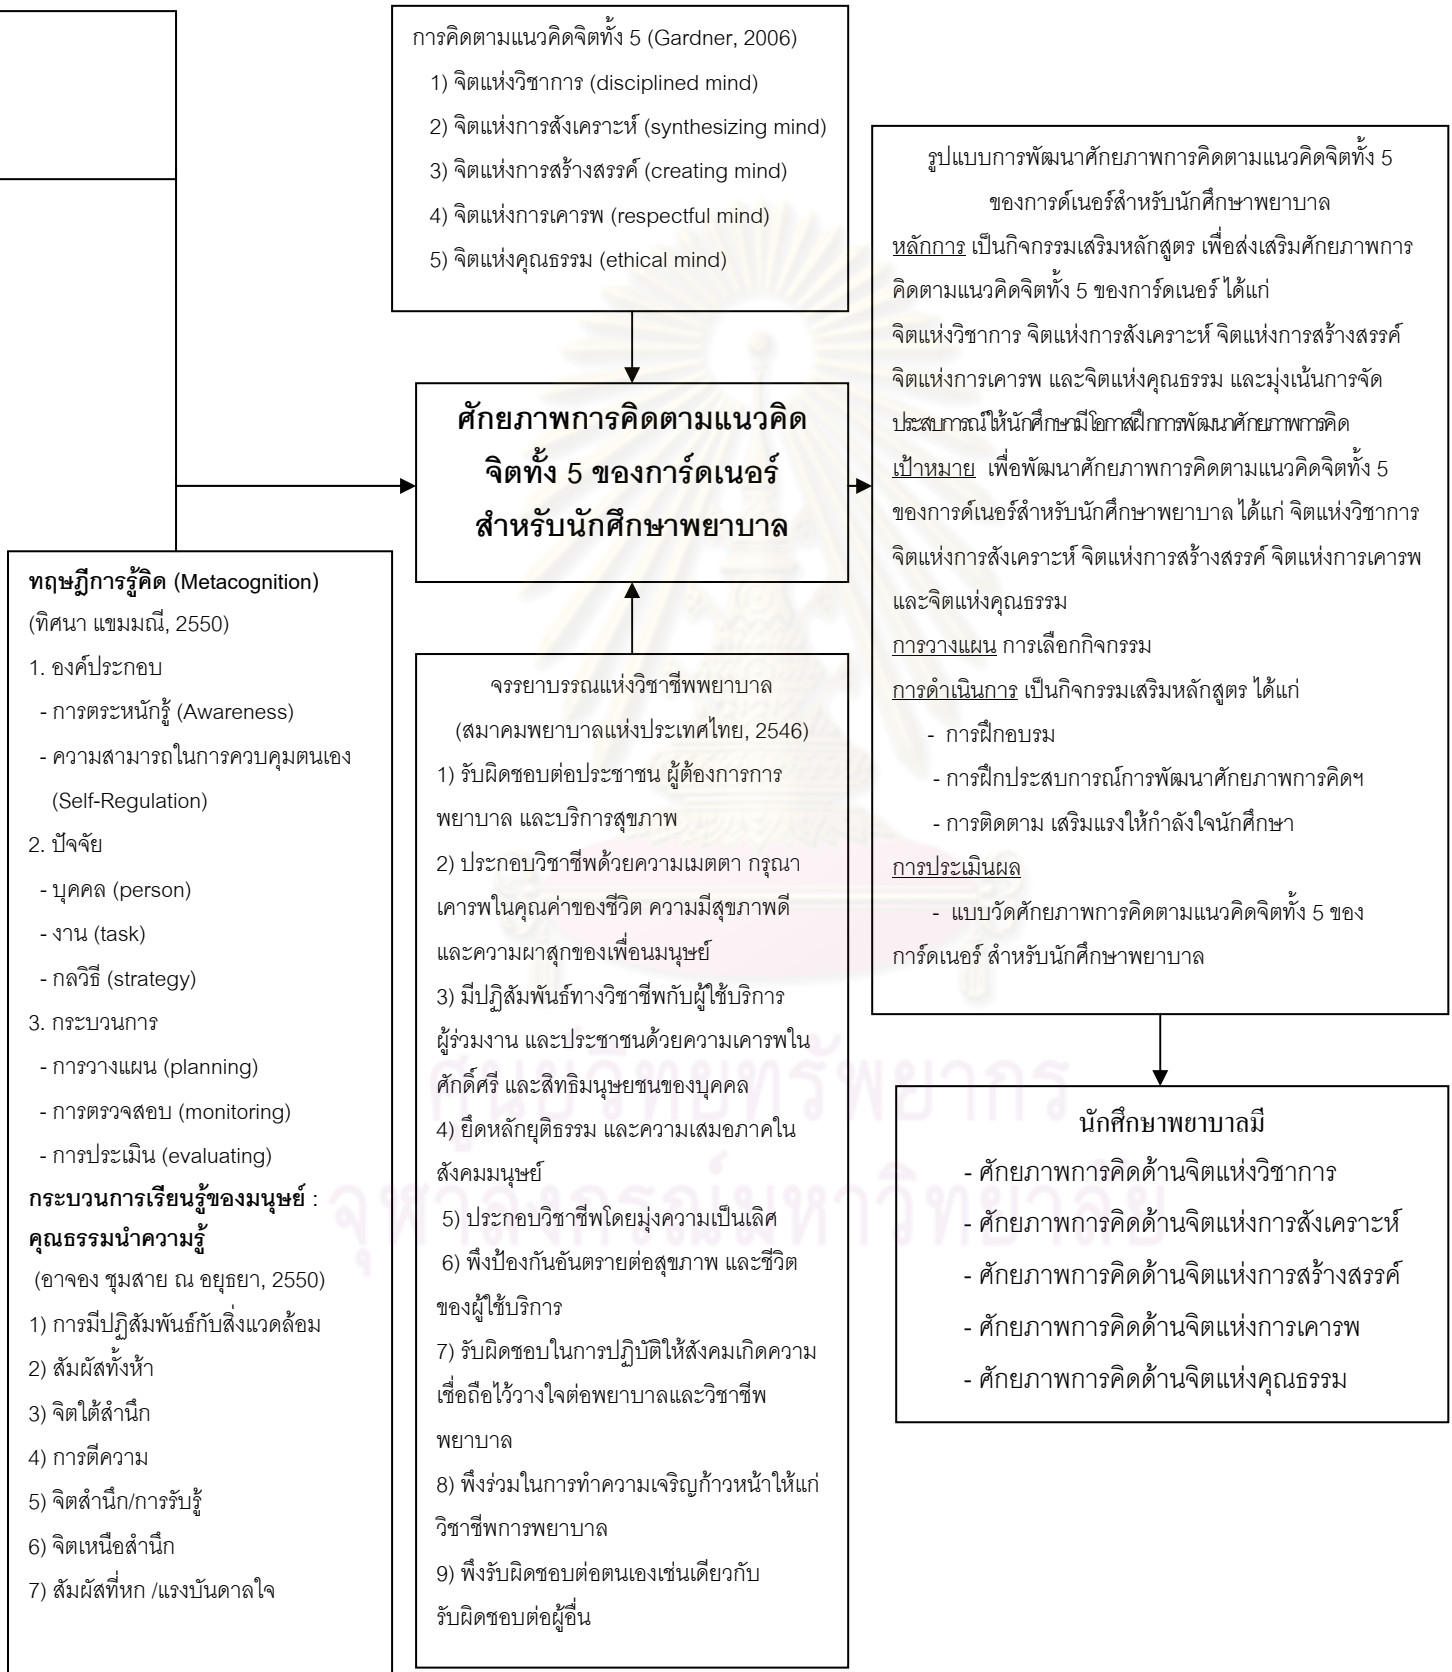 การคิดตามแนวคิดจิตทั้ง 5 (Gardner, 2006)
1) จิตแห่งวิชาการ (disciplined mind)
2) จิตแห่งการสังเคราะห์ (synthesizing mind)
3) จิตแห่งการสร้างสรรค์ (creating mind)
4) จิตแห่งการเคารพ (respectful mind)
5) จิตแห่งคุณธรรม (ethical mind)
ศักยภาพการคิดตามแนวคิด
จิตทั้ง 5 ของการ์ดเนอร์
สำหรับนักศึกษาพยาบาล
ทฤษฎีการรู้คิด (Metacognition)
(ทิศนา แขมมณี, 2550)
1. องค์ประกอบ
- การตระหนักรู้ (Awareness)
- ความสามารถในการควบคุมตนเอง
(Self-Regulation)
2. ปัจจัย
- บุคคล (person)
- งาน (task)
- กลวิธี (strategy)
3. กระบวนการ
- การวางแผน (planning)
- การตรวจสอบ (monitoring)
- การประเมิน (evaluating)
กระบวนการเรียนรู้ของมนุษย์ :
คุณธรรมนำความรู้
(อาจอง ชุมสาย ณ อยุธยา, 2550)
1) การมีปฏิสัมพันธ์กับสิ่งแวดล้อม
2) สัมผัสทั้งห้า
3) จิตใต้สำนึก
4) การตีความ
5) จิตสำนึก/การรับรู้
6) จิตเหนือสำนึก
7) สัมผัสที่หก /แรงบันดาลใจ
จรรยาบรรณแห่งวิชาชีพพยาบาล
(สมาคมพยาบาลแห่งประเทศไทย, 2546)
1) รับผิดชอบต่อประชาชน ผู้ต้องการการ
พยาบาล และบริการสุขภาพ
2) ประกอบวิชาชีพด้วยความเมตตา กรุณา
เคารพในคุณค่าของชีวิต ความมีสุขภาพดี
และความผาสุกของเพื่อนมนุษย์
3) มีปฏิสัมพันธ์ทางวิชาชีพกับผู้ใช้บริการ
ผู้ร่วมงาน และประชาชนด้วยความเคารพใน
ศักดิ์ศรี และสิทธิมนุษยชนของบุคคล
4) ยึดหลักยุติธรรม และความเสมอภาคใน
สังคมมนุษย์
5) ประกอบวิชาชีพโดยมุ่งความเป็นเลิศ
6) พึงป้องกันอันตรายต่อสุขภาพ และชีวิต
ของผู้ใช้บริการ
7) รับผิดชอบในการปฏิบัติให้สังคมเกิดความ
เชื่อถือไว้วางใจต่อพยาบาลและวิชาชีพ
พยาบาล
8) พึงร่วมในการทำความเจริญก้าวหน้าให้แก่
วิชาชีพการพยาบาล
9) พึงรับผิดชอบต่อตนเองเช่นเดียวกับ
รับผิดชอบต่อผู้อื่น
รูปแบบการพัฒนาศักยภาพการคิดตามแนวคิดจิตทั้ง 5
ของการด์เนอร์สำหรับนักศึกษาพยาบาล
หลักการ เป็นกิจกรรมเสริมหลักสูตร เพื่อส่งเสริมศักยภาพการ
คิดตามแนวคิดจิตทั้ง 5 ของการ์ดเนอร์ ได้แก่
จิตแห่งวิชาการ จิตแห่งการสังเคราะห์ จิตแห่งการสร้างสรรค์
จิตแห่งการเคารพ และจิตแห่งคุณธรรม และมุ่งเน้นการจัด
ประสบการณ์ให้นักศึกษามีโอกาสฝึกการพัฒนาศักยภาพการคิด
เป้าหมาย เพื่อพัฒนาศักยภาพการคิดตามแนวคิดจิตทั้ง 5
ของการด์เนอร์สำหรับนักศึกษาพยาบาล ได้แก่ จิตแห่งวิชาการ
จิตแห่งการสังเคราะห์ จิตแห่งการสร้างสรรค์ จิตแห่งการเคารพ
และจิตแห่งคุณธรรม
การวางแผน การเลือกกิจกรรม
การดำเนินการ เป็นกิจกรรมเสริมหลักสูตร ได้แก่
- การฝึกอบรม
- การฝึกประสบการณ์การพัฒนาศักยภาพการคิดฯ
- การติดตาม เสริมแรงให้กำลังใจนักศึกษา
การประเมินผล
- แบบวัดศักยภาพการคิดตามแนวคิดจิตทั้ง 5 ของ
การ์ดเนอร์ สำหรับนักศึกษาพยาบาล
นักศึกษาพยาบาลมี
- ศักยภาพการคิดด้านจิตแห่งวิชาการ
- ศักยภาพการคิดด้านจิตแห่งการสังเคราะห์
- ศักยภาพการคิดด้านจิตแห่งการสร้างสรรค์
- ศักยภาพการคิดด้านจิตแห่งการเคารพ
- ศักยภาพการคิดด้านจิตแห่งคุณธรรม
ศูนย์วิทยทรัพยากร
จุฬาลงกรณ์มหาวิทยาลัย